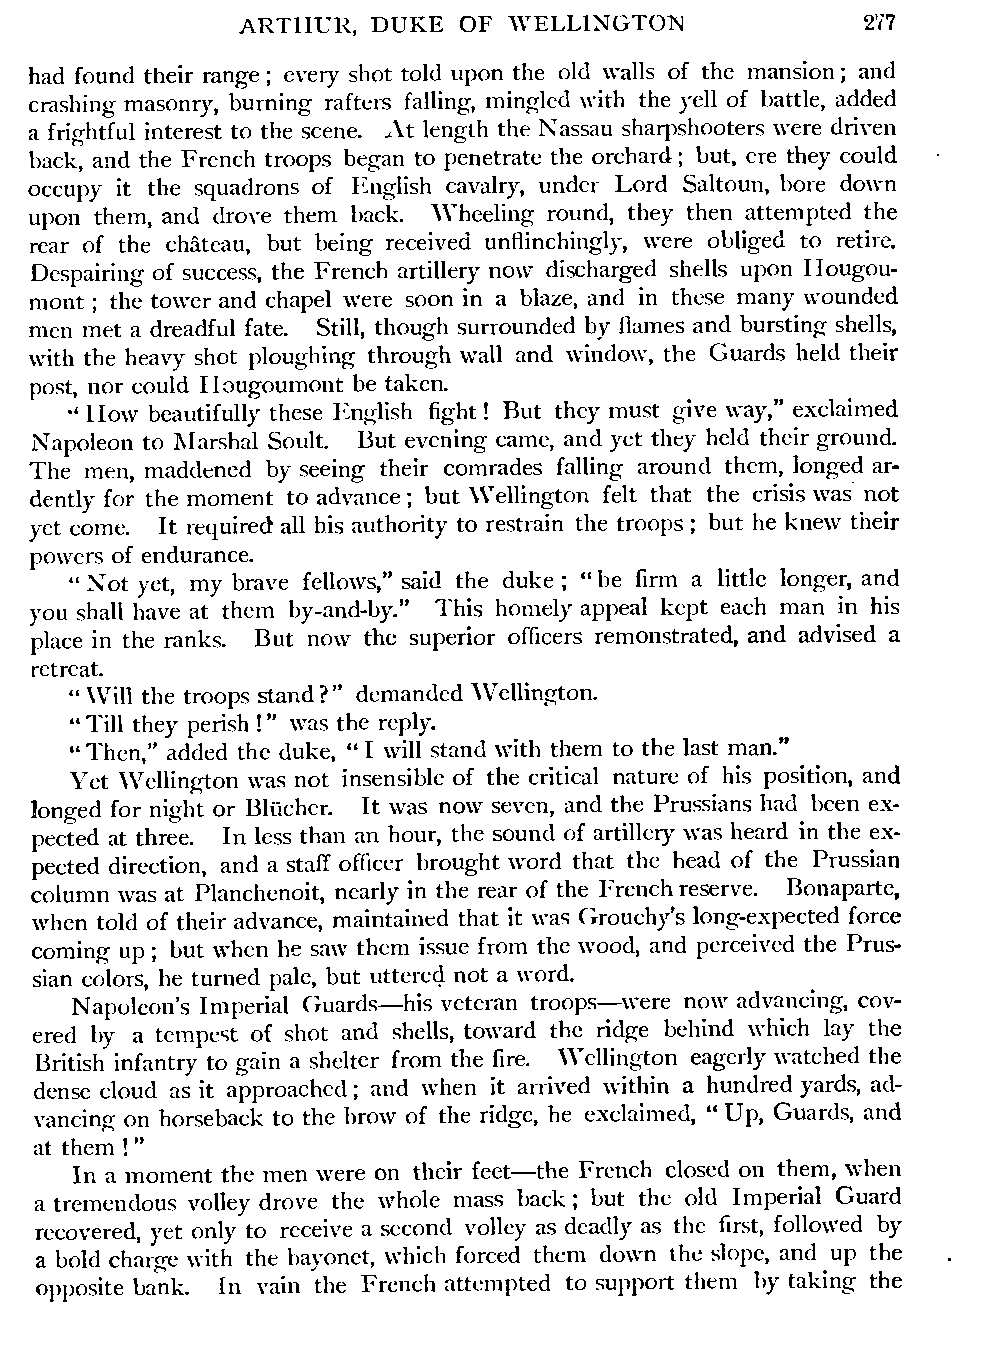 ARTHUR, DUKE OF WELLINGTON 277
had found their range; every shot told upon the old walls of the mansion; and
crashing masonry, burning rafters falling, mingled with the yell of battle, added
a frightful interest to the scene. At length the Nassau sharpshooters were driven
back, and the French troops began to penetrate the orchard; but, ere they could
occupy it the squadrons of English cavalry, under Lord Saltoun, bore down
upon them, and drove them back. Wheeling round, they then attempted the
rear of the château, but being received unflinchingly, were obliged to retire.
Despairing of success, the French artillery now discharged shells upon Hougou-
mont; the tower and chapel were soon in a blaze, and in these many wounded
men met a dreadful fate. Still, though surrounded by flames and bursting shells,
with the heavy shot ploughing through wall and window, the Guards held their
post, nor could Hougoumont be taken.
"How beautifully these English fight! But they must give way," exclaimed
Napoleon to Marshal Soult. But evening came, and yet they held their ground.
The men, maddened by seeing their comrades falling around them, longed ar-
dently for the moment to advance; but Wellington felt that the crisis was not
yet come. It required all his authority to restrain the troops; but he knew their
powers of endurance.
"Not yet, my brave fellows," said the duke; "be firm a little longer, and
you shall have at them by-and-by." This homely appeal kept each man in his
place in the ranks. But now the superior officers remonstrated, and advised a
retreat.
"Will the troops stand?" demanded Wellington.
"Till they perish!" was the reply.
"Then," added the duke, "I will stand with them to the last man."
Yet Wellington was not insensible of the critical nature of his position, and
longed for night or Blücher. It was now seven, and the Prussians had been ex-
pected at three. In less than an hour, the sound of artillery was heard in the ex-
pected direction, and a staff officer brought word that the head of the Prussian
column was at Planchenoit, nearly in the rear of the French reserve. Bonaparte,
when told of their advance, maintained that it was Grouchy's long-expected force
coming up; but when he saw them issue from the wood, and perceived the Prus-
sian colors, he turned pale, but uttered not a word.
Napoleon's Imperial Guards—his veteran troops—were now advancing, cov-
ered by a tempest of shot and shells, toward the ridge behind which lay the
British infantry to gain a shelter from the fire. Wellington eagerly watched the
dense cloud as it approached; and when it arrived within a hundred yards, ad-
vancing on horseback to the brow of the ridge, he exclaimed, "Up, Guards, and
at them!"
In a moment the men were on their feet—the French closed on them, when
a tremendous volley drove the whole mass back; but the old Imperial Guard
recovered, yet only to receive a second volley as deadly as the first, followed by
a bold charge with the bayonet, which forced them down the slope, and up the
opposite bank. In vain the French attempted to support them by taking the